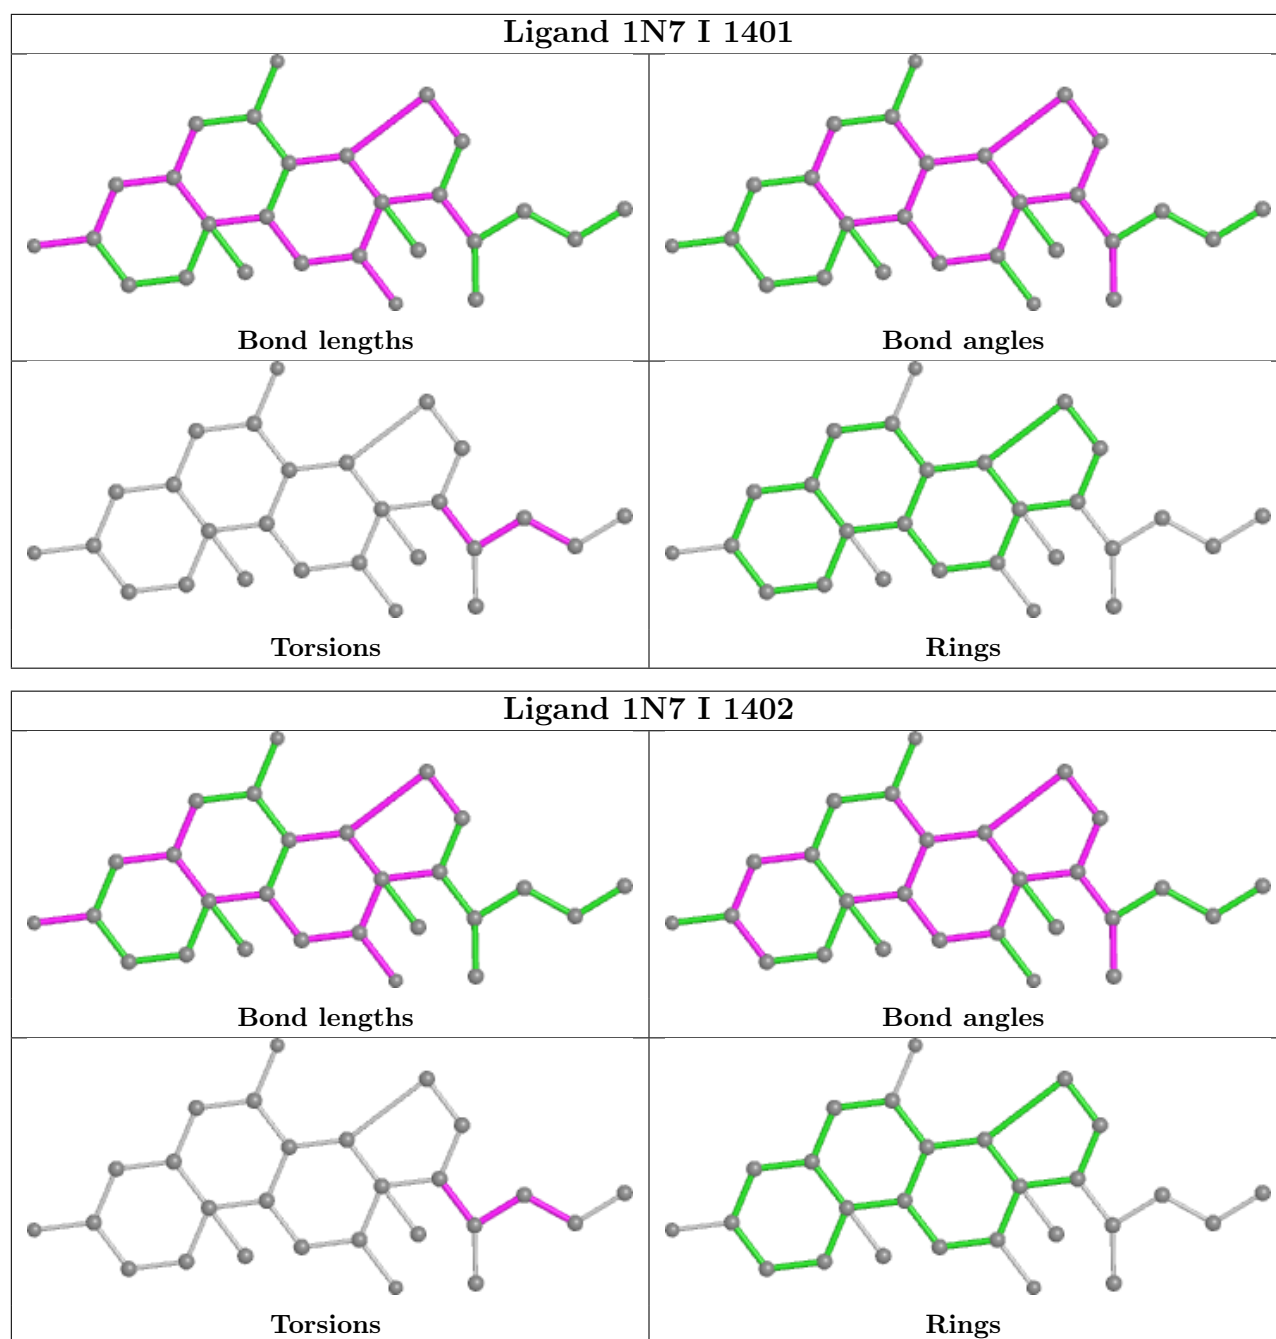 Ligand 1N7 I 1401
Bond lengths
Bond angles
Torsions
Rings
Ligand 1N7 I 1402
Bond lengths
Bond angles
Torsions
Rings